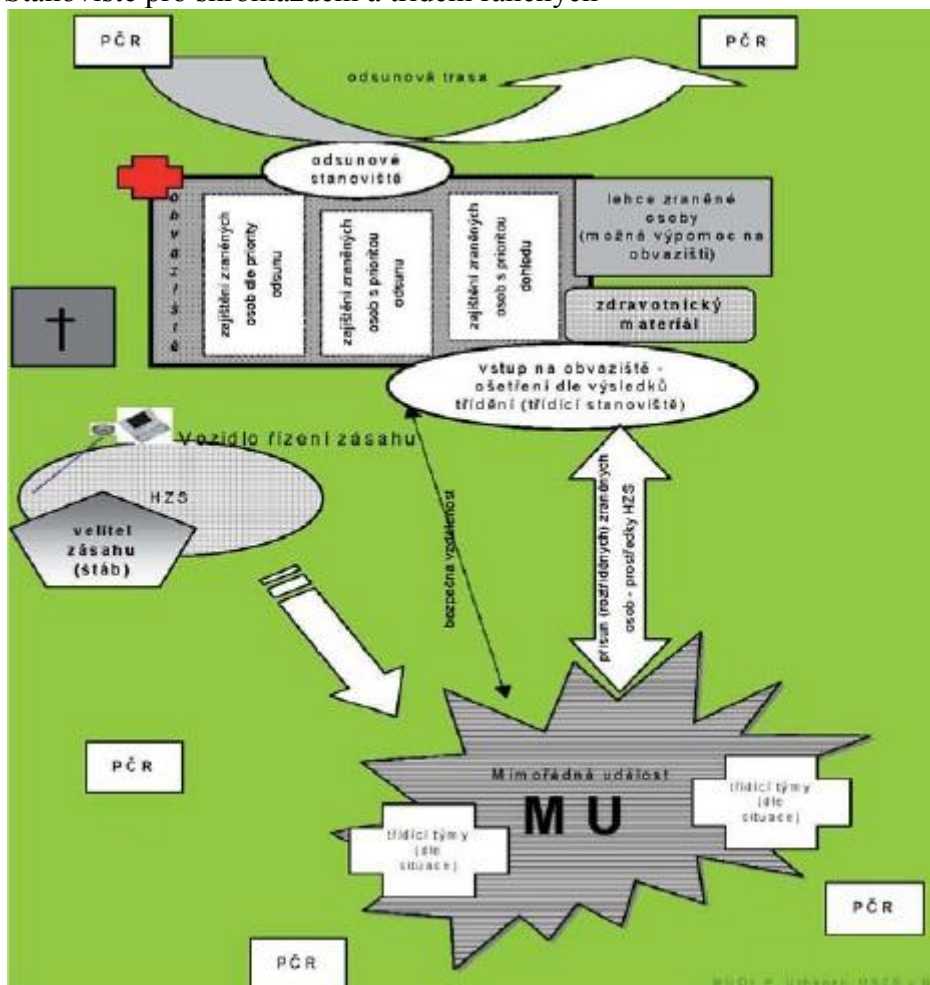 Stanoviště pro shromáždění a třídění raněných
PČR
PČR
odsunová trasa
odsunové
stanoviště
obvaziště
zajištění zraněných
osob dle priority
odsunu
zajištění zraněných
osob s prioritou
odsunu
zajištění zraněných
osob s prioritou
dohledu
lehce zraněné
osoby
(možná výpomoc na
obvazišti)
zdravotnický
materiál
vstup na obvaziště -
ošetření dle výsledků
třídění (třídící stanoviště)
Vozidlo řízení zásahu
HZS
velitel
zásahu
(štáb)
bezpečna vzdálenost
přísun (roztříděných) zraněných
osob - prostředky HZS
Mimořádná událost
MU
třídící týmy
(dle
situace)
třídící týmy
(dle
situace)
PČR
PČR
PČR